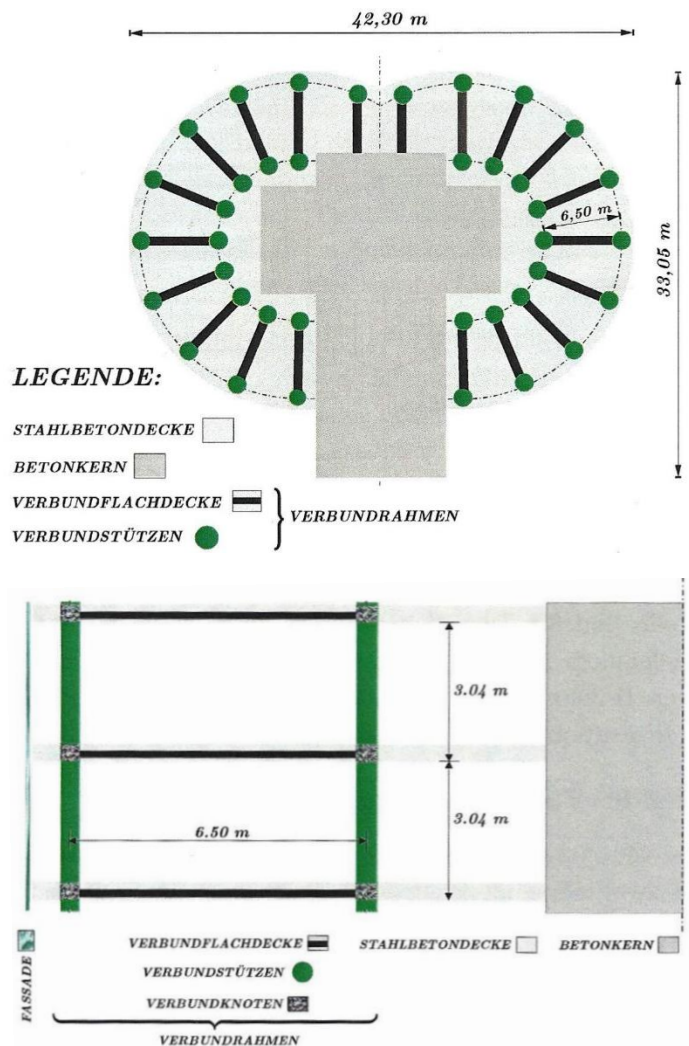 42,30 m
6,50 m
33,05 m
LEGENDE:
STAHLBETONDECKE
BETONKERN
VERBUNDFLACHDECKE
VERBUNDSTÜTZEN
VERBUNDRAHMEN
3.04 m
6.50 m
3.04 m
FASSADE
VERBUNDFLACHDECKE
STAHLBETONDECKE
BETONKERN
VERBUNDSTÜTZEN
VERBUNDKNOTEN
VERBUNDRAHMEN